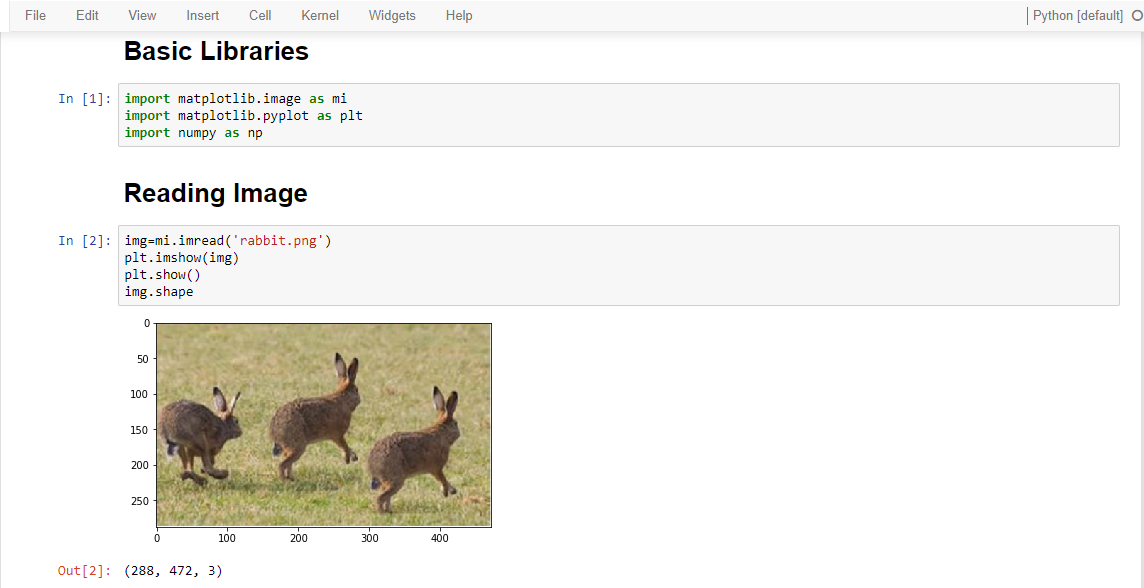 File Edit View Insert Cell Kernel Widgets Help Python [default]
Basic Libraries
In [1]: import matplotlib.image as mi
import matplotlib.pyplot as plt
import numpy as np
Reading Image
In [2]: img=mi.imread('rabbit.png')
plt.imshow(img)
plt.show()
img.shape
0
50
100
150
200
250
0 100 200 300 400
Out[2]: (288, 472, 3)